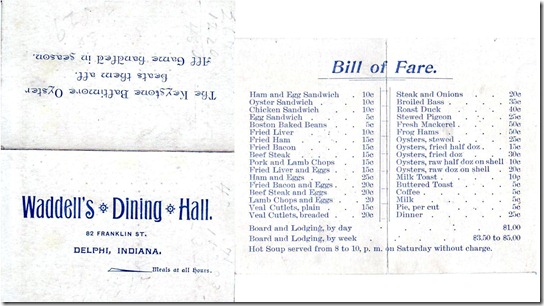 The Keystone Baltimore Oyster
beats them all.
All Game handled in season.
Waddell's Dining Hall.
82 FRANKLIN ST.
DELPHI, INDIANA.
Meals at all Hours.
Bill of Fare.
Ham and Egg Sandwich . 10c
Oyster Sandwich . . 10c
Chicken Sandwich . . 10c
Egg Sandwich . . 5c
Boston Baked Beans . . 5c
Fried Liver . . 10c
Fried Ham . . 15c
Fried Bacon . . 15c
Beef Steak . . 15c
Pork and Lamb Chops . 15c
Fried Liver and Eggs . 15c
Ham and Eggs . . 25c
Fried Bacon and Eggs . 20c
Beef Steak and Eggs . 20c
Lamb Chops and Eggs . 20
Veal Cutlets, plain . 15c
Veal Cutlets, breaded . 20c
Steak and Onions . . 20c
Broiled Bass . . 35c
Roast Duck . . 40c
Stewed Pigeon . . 25c
Fresh Mackerel . . 50c
Frog Hams . . 50c
Oysters, stewed . . 25c
Oysters, fried half doz . 15c
Oysters, fried doz . 30c
Oysters, raw half doz on shell 10c
Oysters, raw doz on shell 20c
Milk Toast . . 10c
Buttered Toast . . 5c
Coffee . . 5c
Milk . . 5c
Pie, per cut . . 5c
Dinner . . 25c
Board and Lodging, by day . . $1.00
Board and Lodging, by week . . $3.50 to $5.00
Hot Soup served from 8 to 10, p. m. on Saturday without charge.